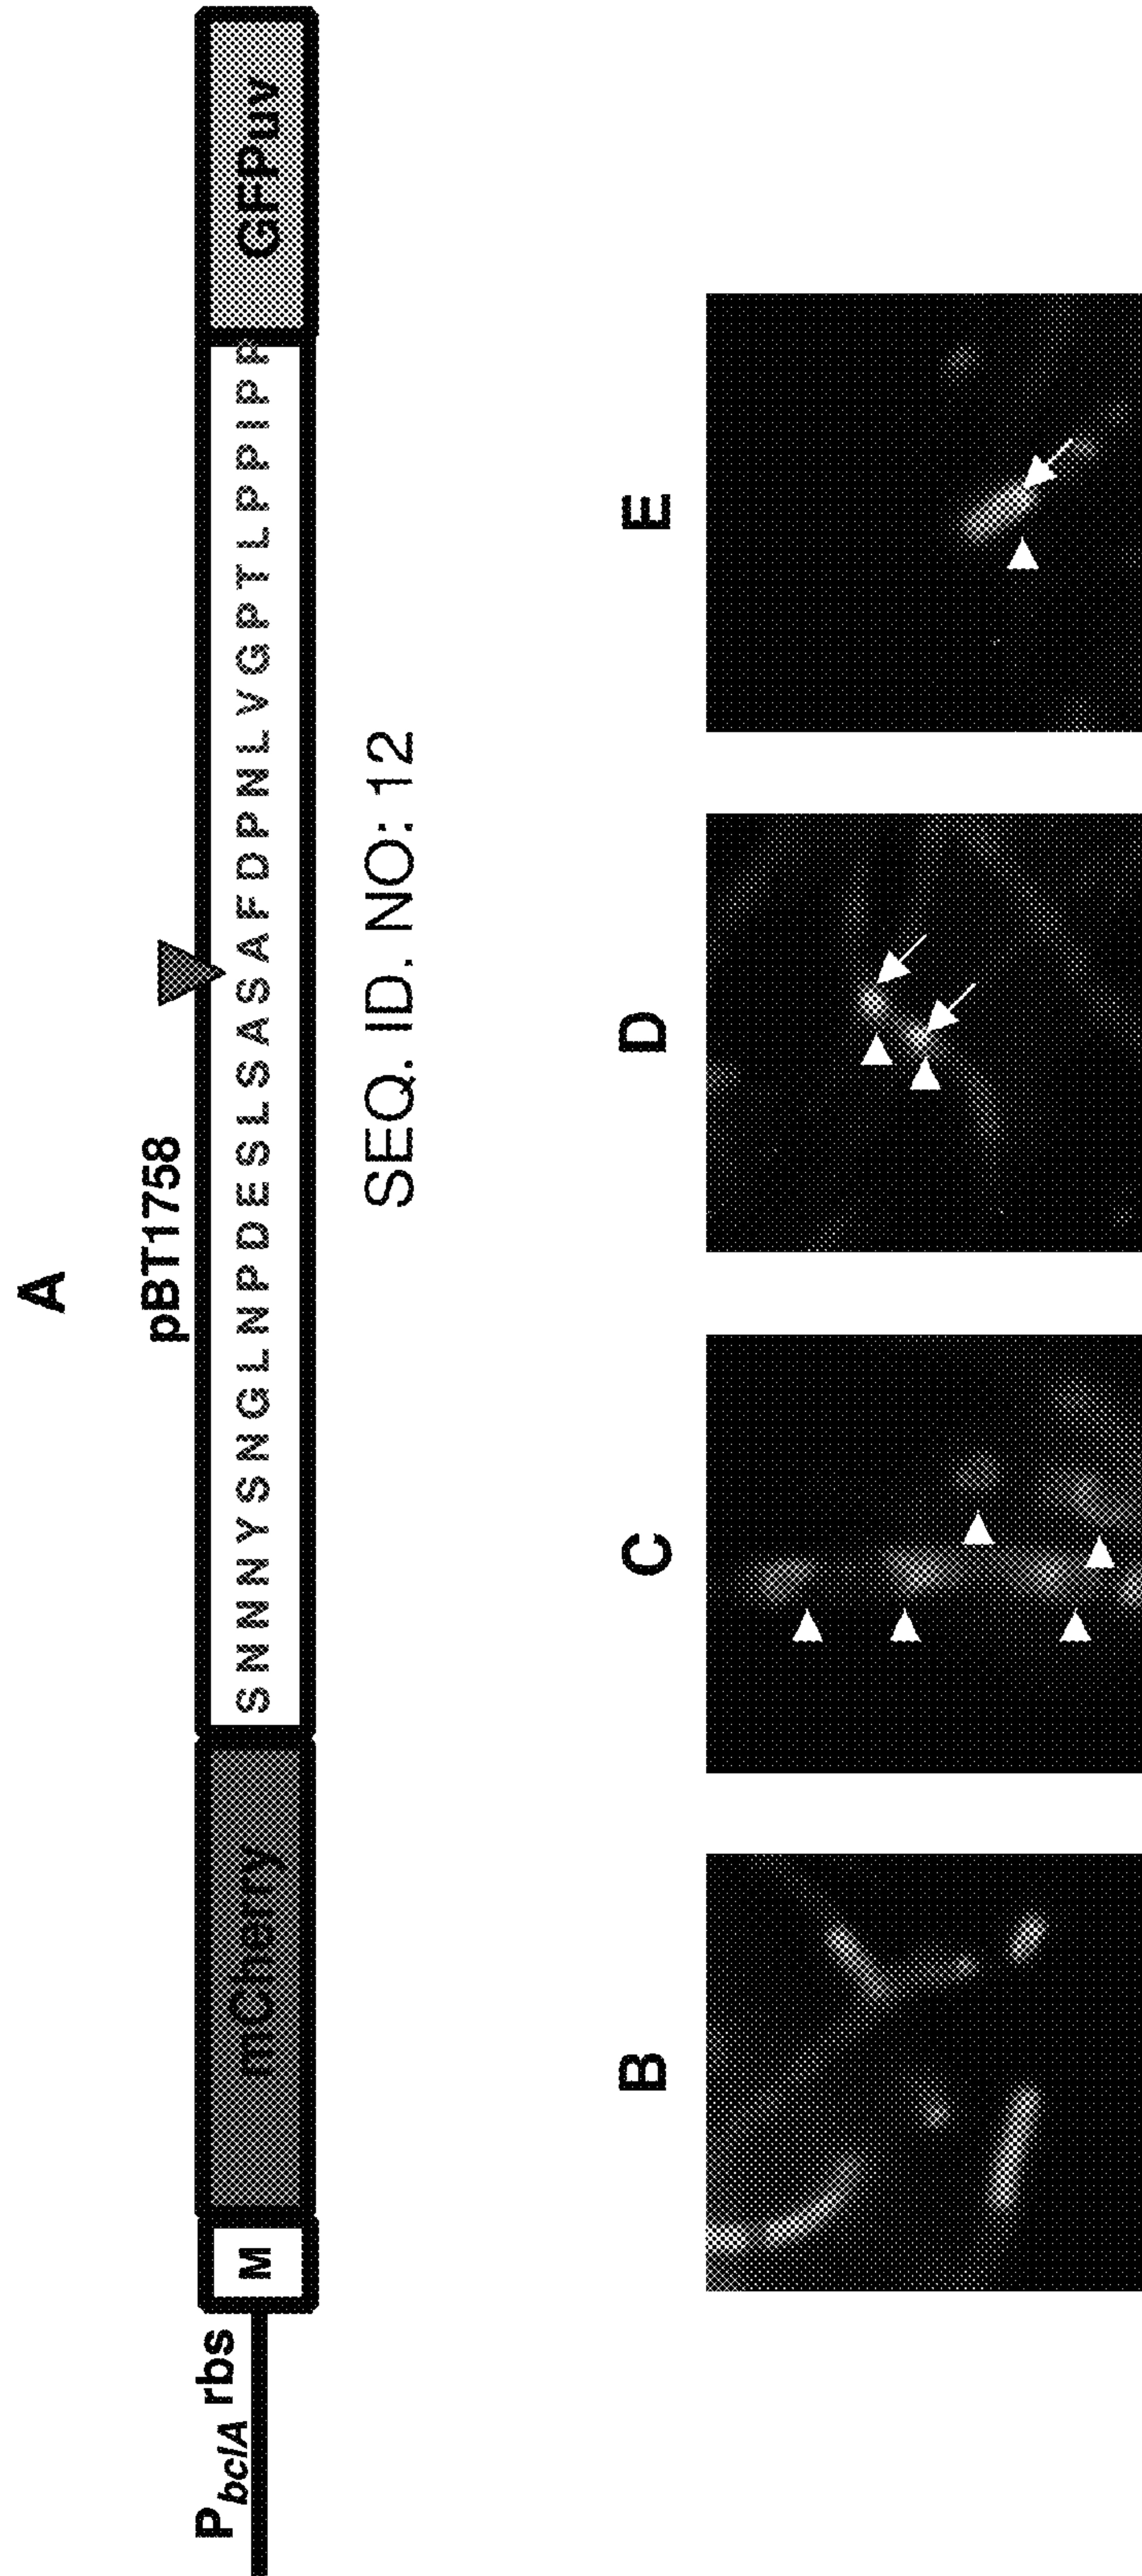 A
pBT1758
P bclA rbs
M
mCherry
S N N N Y S N G L N P D E S L S A S A F D P N L V G P T L P P I P P
GFPuv
SEQ. ID. NO: 12
B
C
D
E